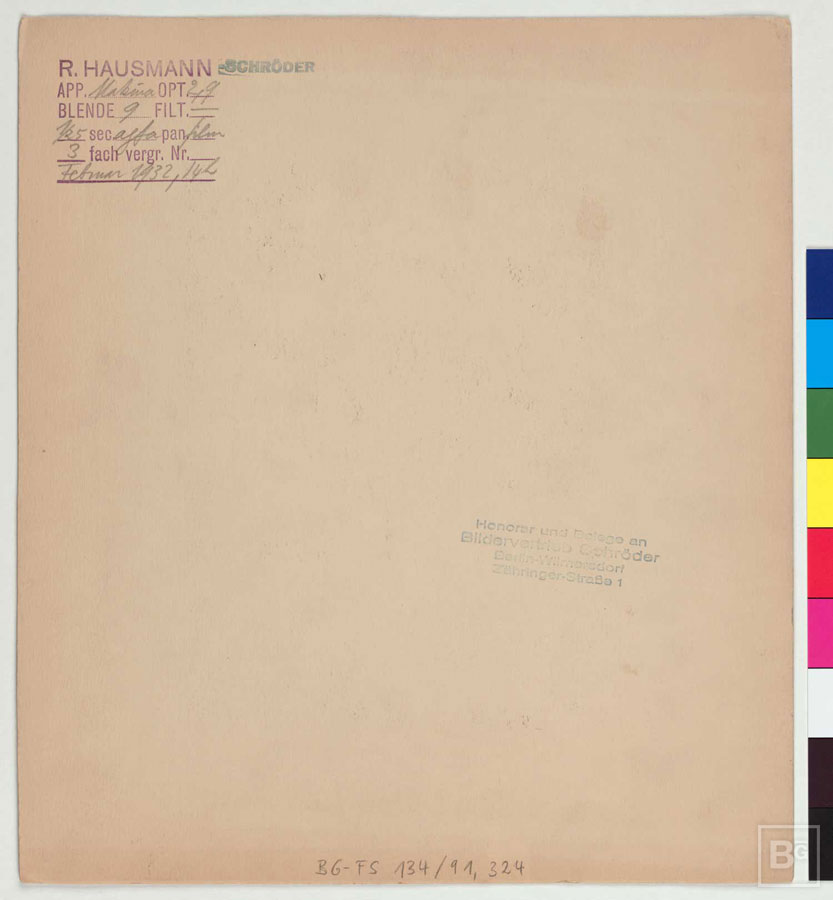 R. HAUSMANN -SCHRÖDER
APP. Makina OPT 2,9
BLENDE 9 FILT.
1/25 sec. agfa pan film
3 fach vergr. Nr.
Februar 1932, 14h
Honorar und Belege an
Bildervertrieb Schröder
Berlin-Wilmersdorf
Zähringer-Straße 1
BG-FS 134/91, 324
BG